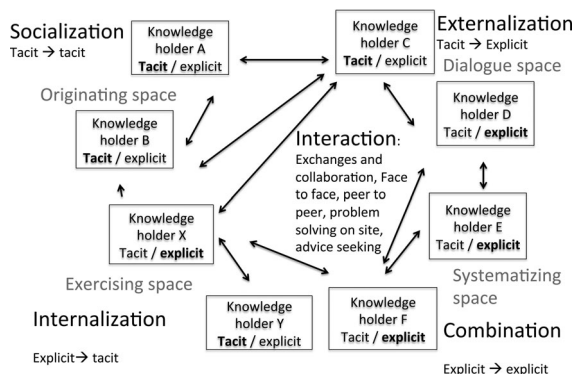 Socialization
Tacit → tacit
Originating space
Knowledge
holder A
Tacit / explicit
Knowledge
holder C
Tacit / explicit
Externalization
Tacit → Explicit
Dialogue space
Knowledge
holder B
Tacit / explicit
Knowledge
holder D
Tacit / explicit
Interaction:
Exchanges and
collaboration, Face
to face, peer to
peer, problem
solving on site,
advice seeking
Knowledge
holder X
Tacit / explicit
Knowledge
holder E
Tacit / explicit
Exercising space
Systematizing
space
Internalization
Explicit→ tacit
Knowledge
holder Y
Tacit / explicit
Knowledge
holder F
Tacit / explicit
Combination
Explicit → explicit